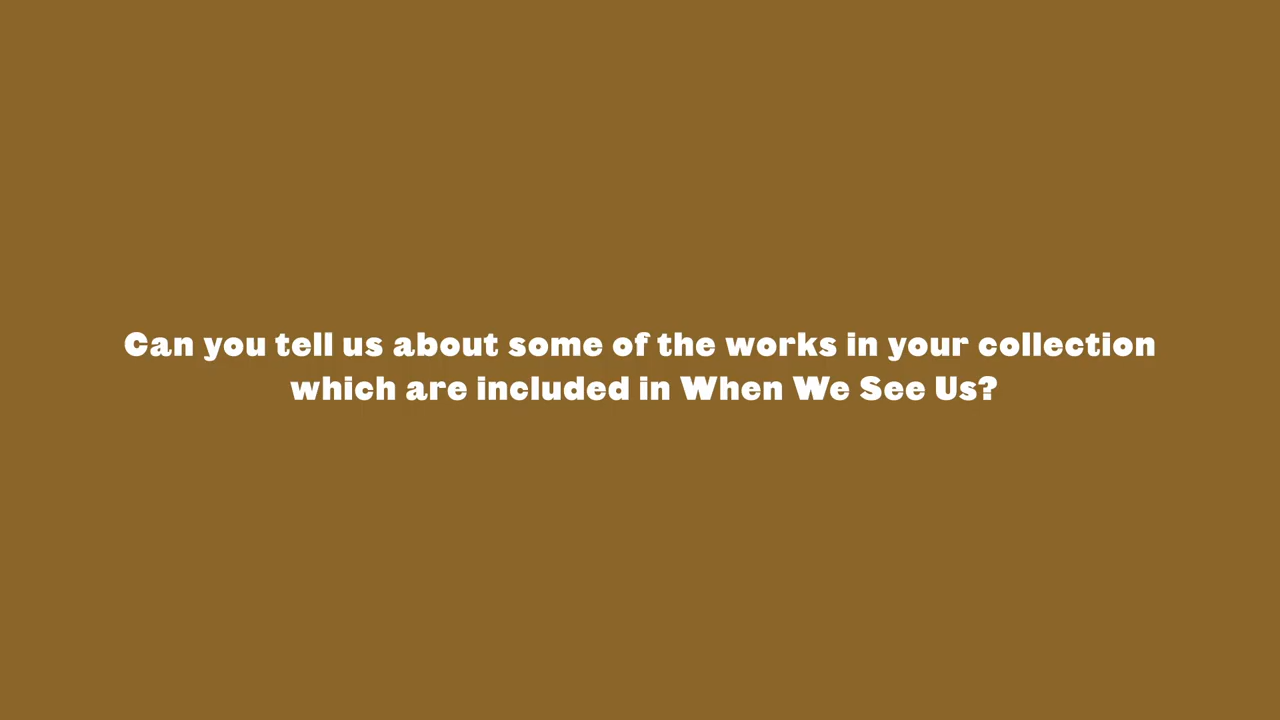 Can you tell us about some of the works in your collection
which are included in When We See Us?